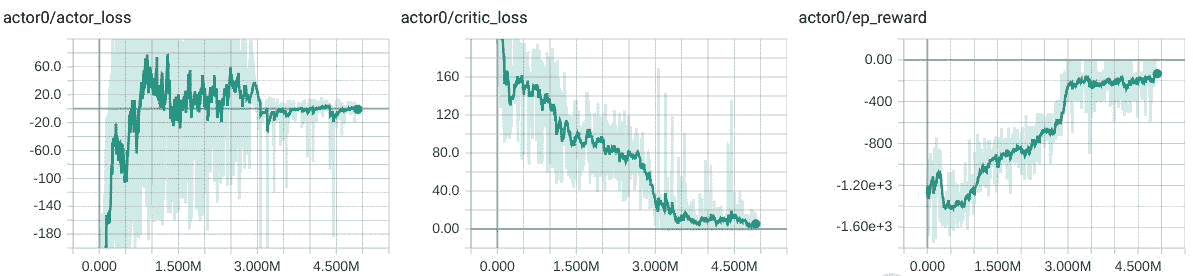 actor0/actor_loss
60.0
20.0
-20.0
-60.0
-100
-140
-180
0.000 1.500M 3.000M 4.500M
actor0/critic_loss
160
120
80.0
40.0
0.00
0.000 1.500M 3.000M 4.500M
actor0/ep_reward
0.00
-400
-800
-1.20e+3
-1.60e+3
0.000 1.500M 3.000M 4.500M